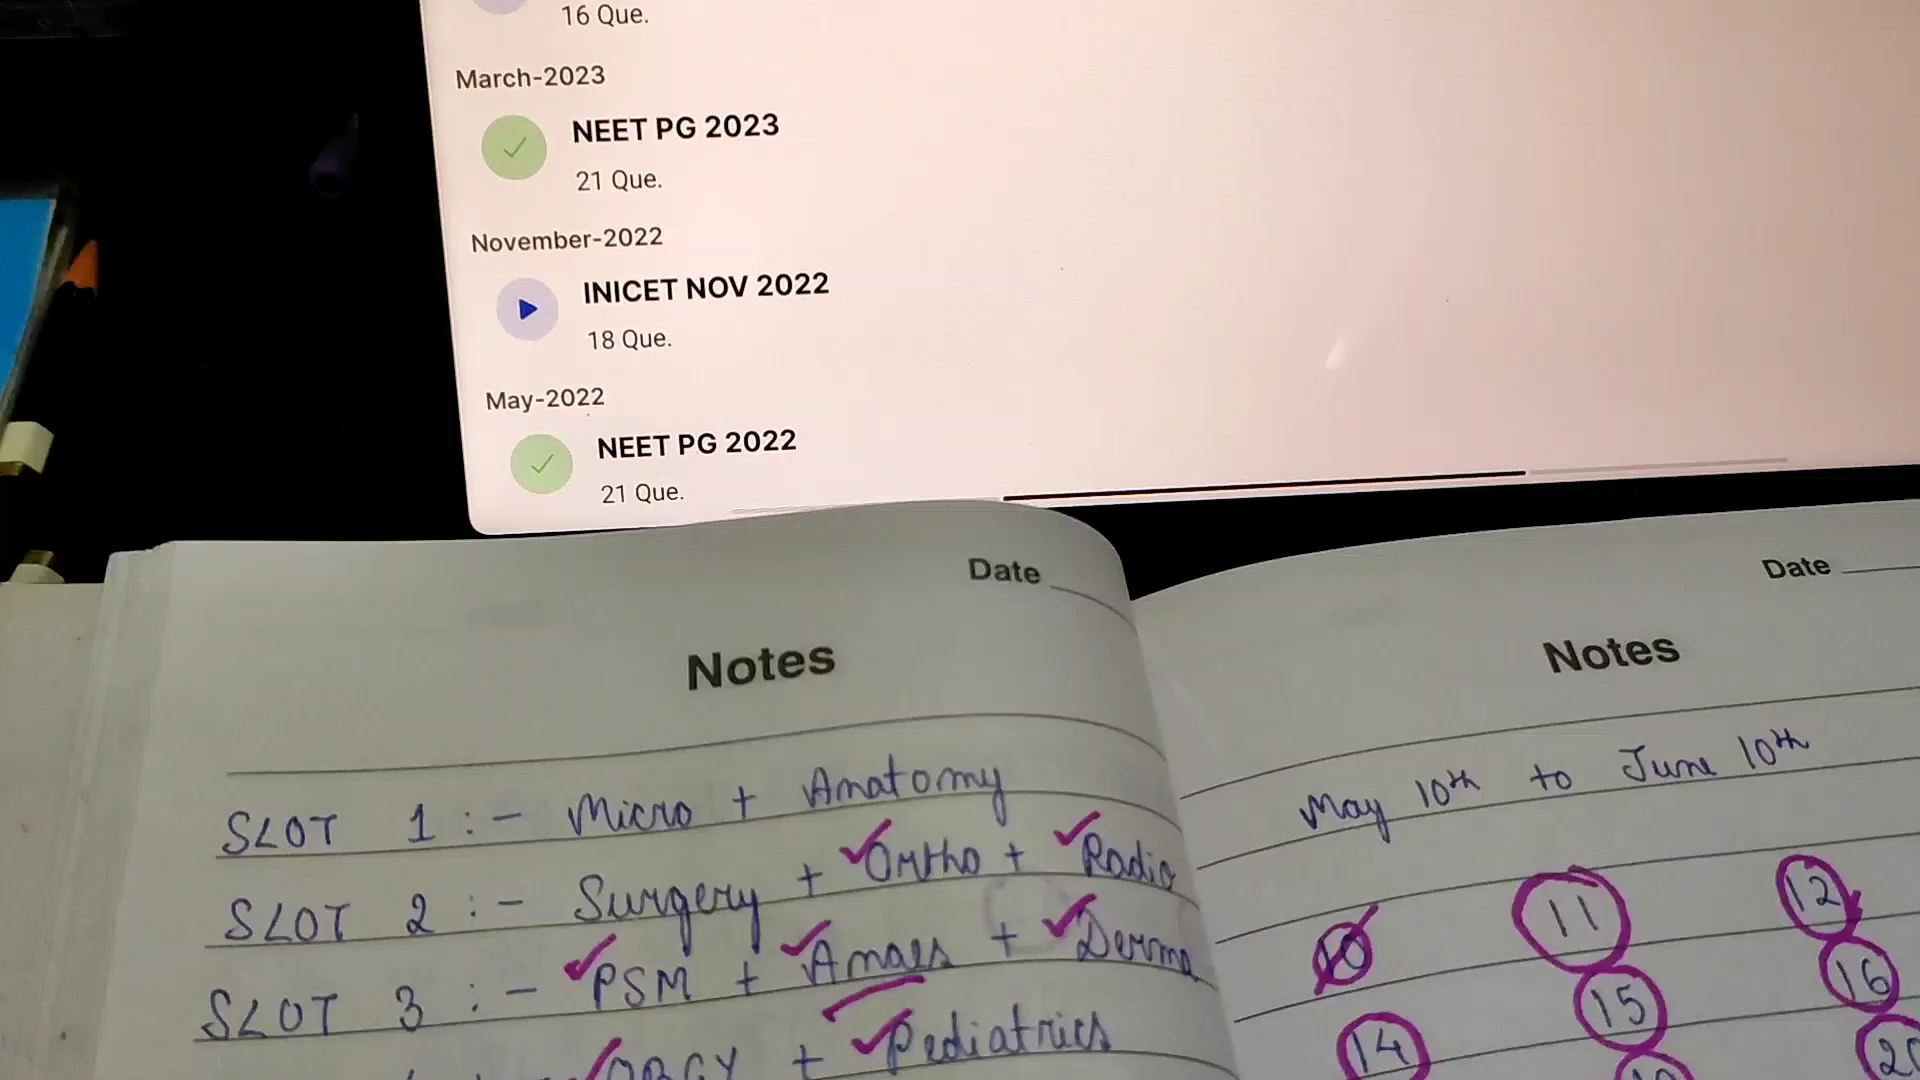 16 Que.
March-2023
NEET PG 2023
21 Que.
November-2022
INICET NOV 2022
18 Que.
May-2022
NEET PG 2022
21 Que.
Date
Notes
SLOT 1 :- Micro + Anatomy
SLOT 2 :- Surgery + Ortho + Radio
SLOT 3 :- PSM + Anaes + Derma
OBGY + Pediatrics
Date
Notes
May 10th to June 10th
10 11 12
14 15 16